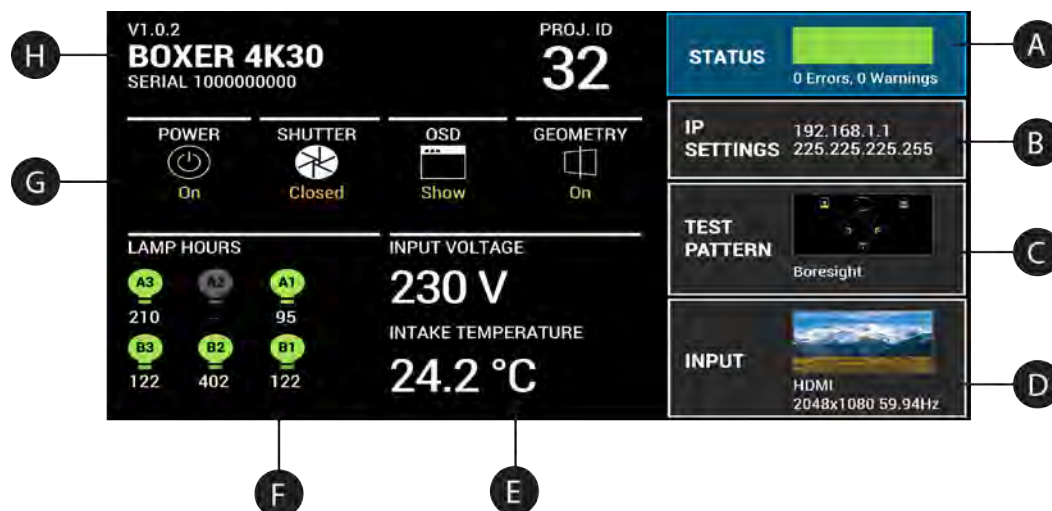 V1.0.2
BOXER 4K30
SERIAL 1000000000
PROJ. ID
32
POWER
On
SHUTTER
Closed
OSD
Show
GEOMETRY
On
LAMP HOURS
A3
210
A2
--
A1
95
B3
122
B2
402
B1
122
INPUT VOLTAGE
230 V
INTAKE TEMPERATURE
24.2 °C
STATUS
0 Errors, 0 Warnings
IP
SETTINGS
192.168.1.1
225.225.225.255
TEST
PATTERN
Boresight
INPUT
HDMI
2048x1080 59.94Hz
A
B
C
D
E
F
G
H